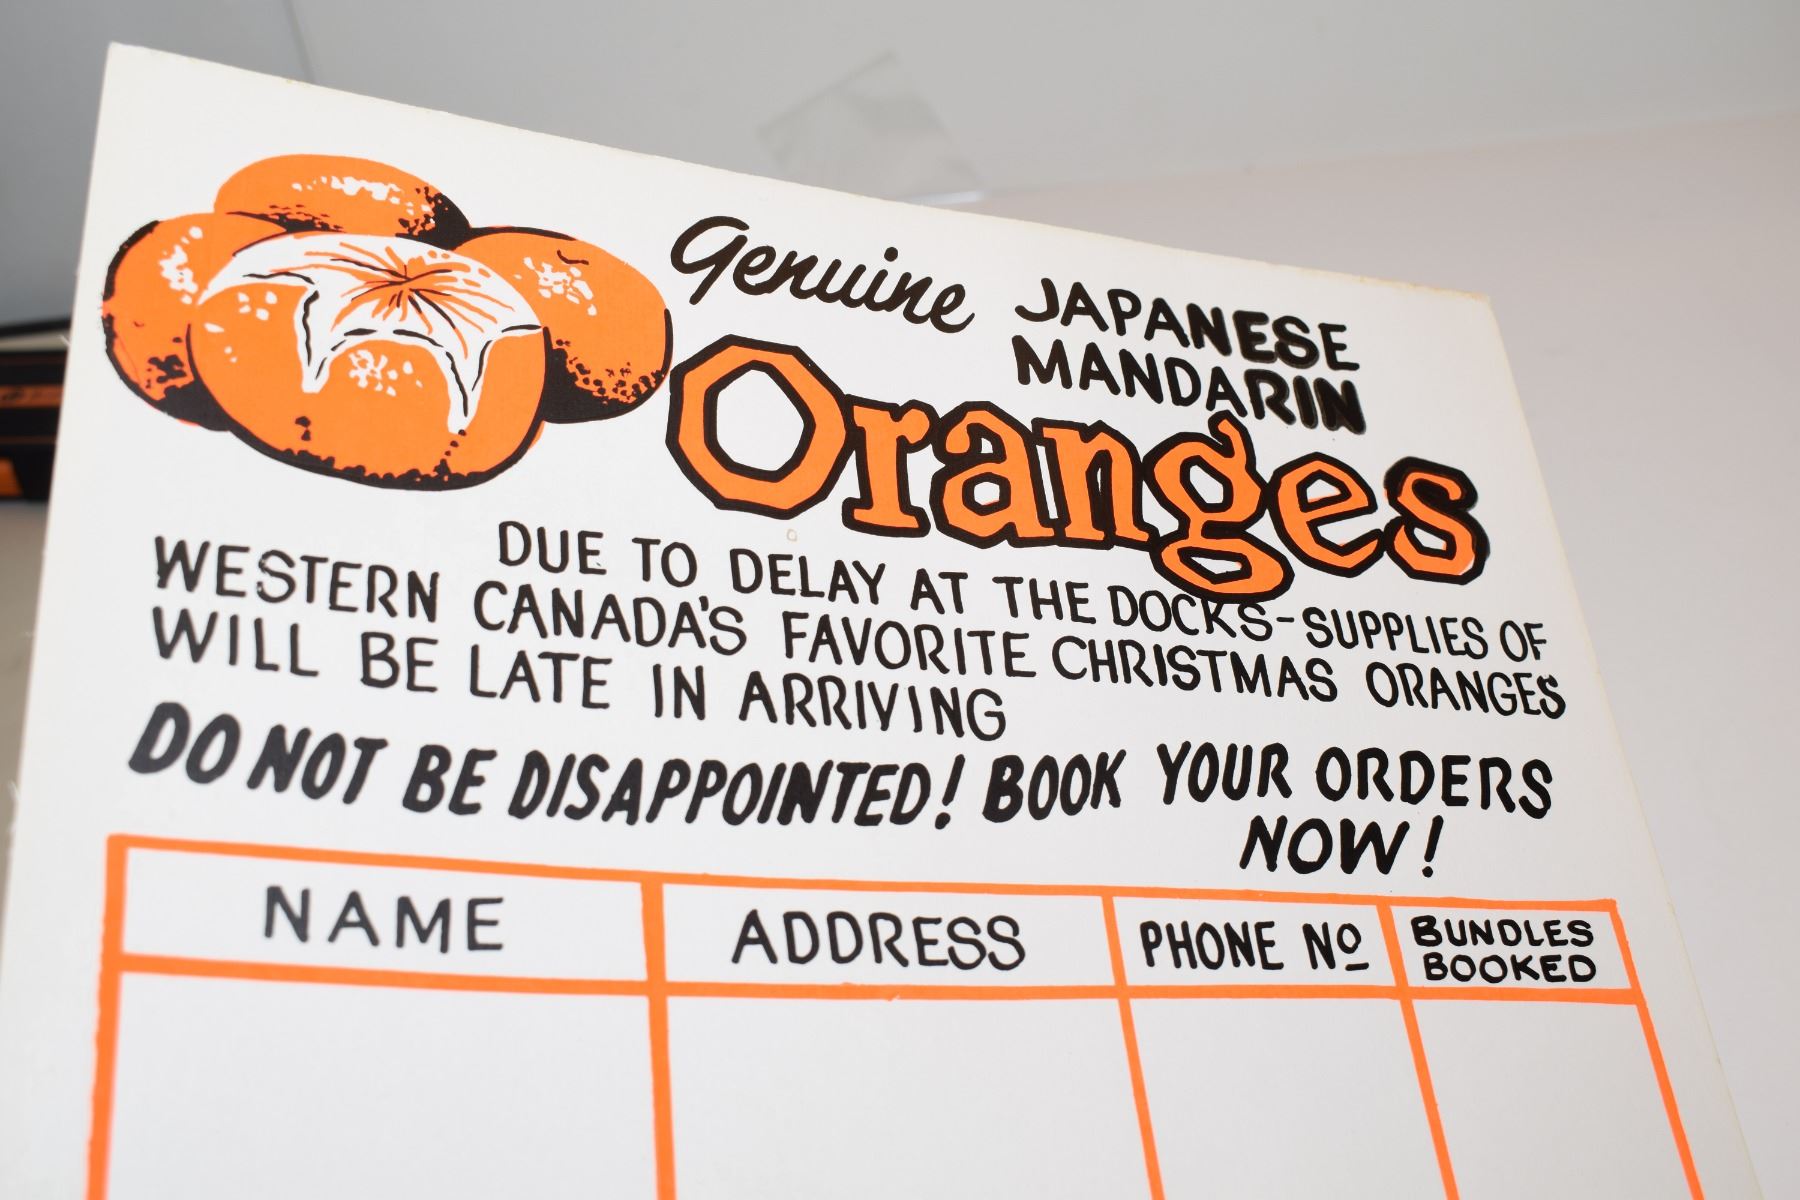 Genuine JAPANESE
MANDARIN
Oranges
DUE TO DELAY AT THE DOCKS-SUPPLIES OF
WESTERN CANADA'S FAVORITE CHRISTMAS ORANGES
WILL BE LATE IN ARRIVING
DO NOT BE DISAPPOINTED! BOOK YOUR ORDERS
NOW!
NAME ADDRESS PHONE Nº BUNDLES
BOOKED